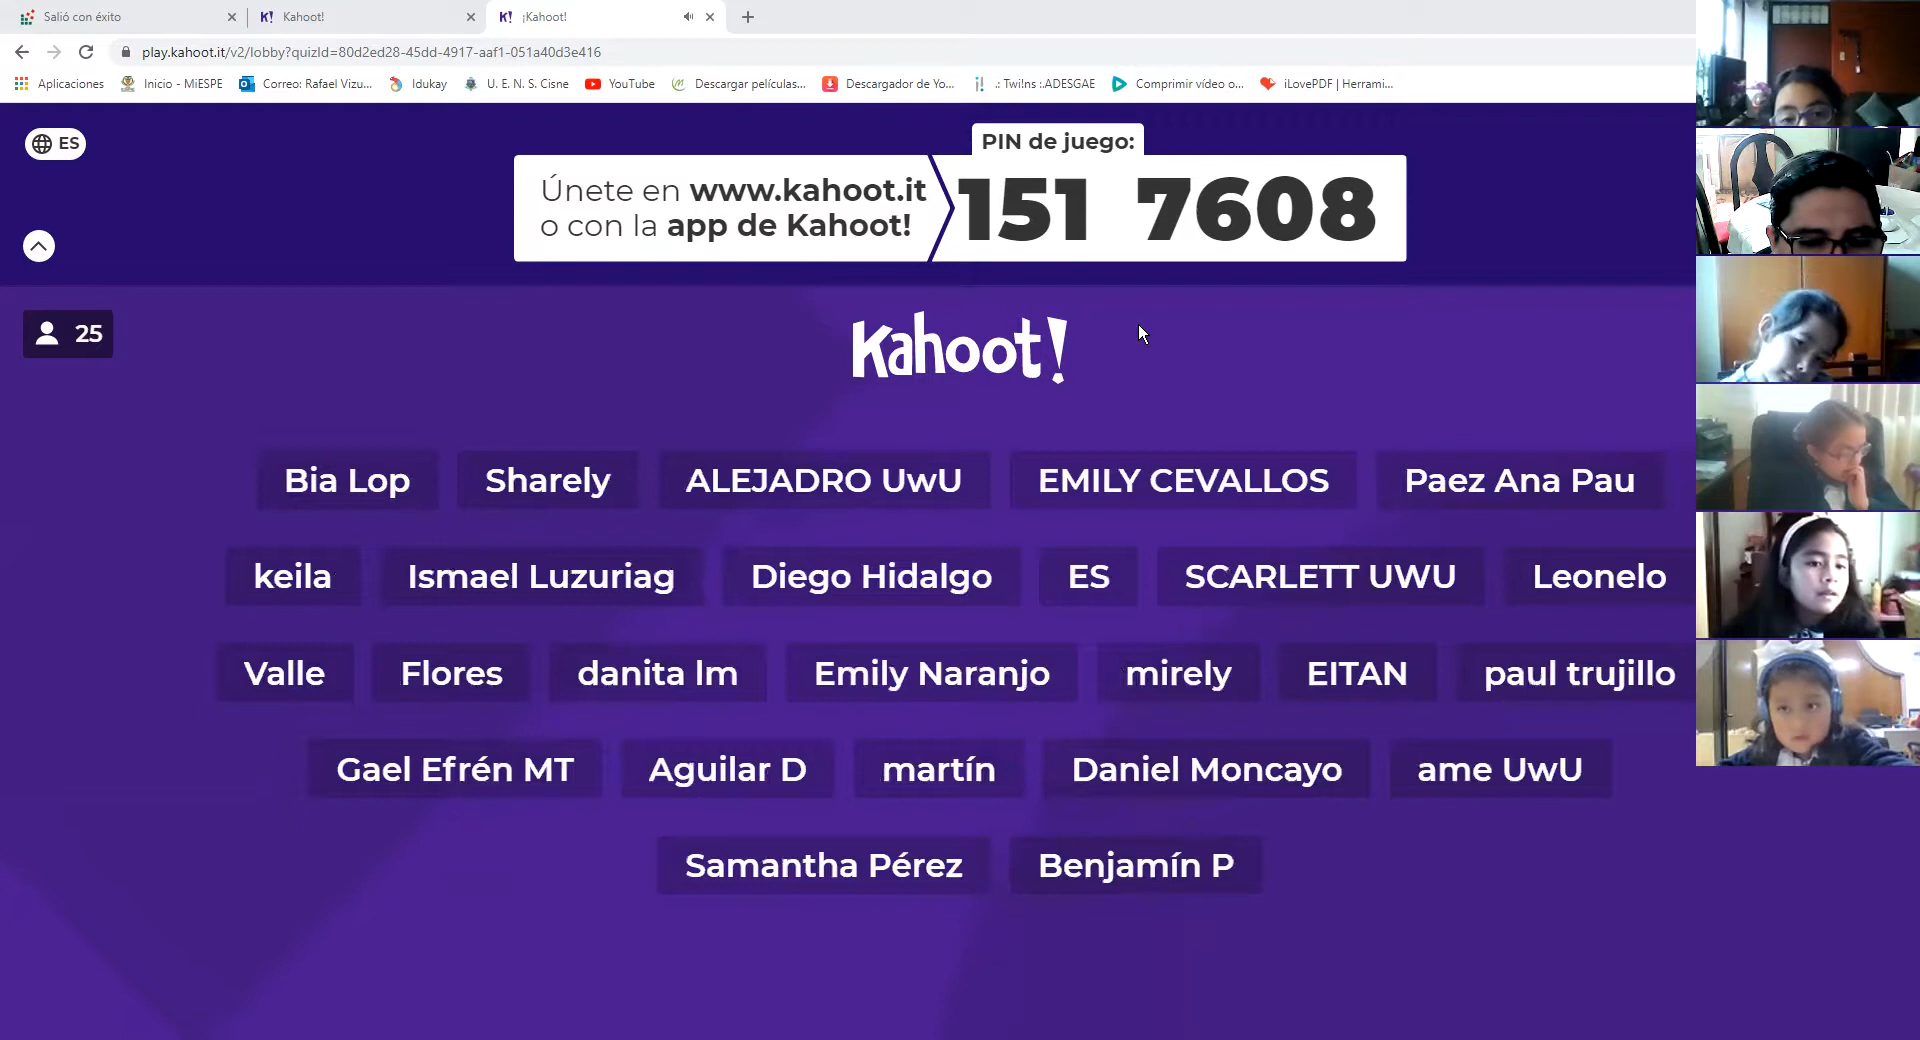 Salió con éxito
Kahoot!
¡Kahoot!
play.kahoot.it/v2/lobby?quizId=80d2ed28-45dd-4917-aaf1-051a40d3e416
Aplicaciones Inicio - MiESPE Correo: Rafael Vizu... Idukay U. E. N. S. Cisne YouTube Descargar películas... Descargador de Yo... .: Twi!ns :.ADESGAE Comprimir vídeo o... iLovePDF | Herrami...
ES
PIN de juego:
Únete en www.kahoot.it
o con la app de Kahoot!
151 7608
25
Kahoot!
Bia Lop Sharely ALEJADRO UwU EMILY CEVALLOS Paez Ana Pau
keila Ismael Luzuriag Diego Hidalgo ES SCARLETT UWU Leonelo
Valle Flores danita lm Emily Naranjo mirely EITAN paul trujillo
Gael Efrén MT Aguilar D martín Daniel Moncayo ame UwU
Samantha Pérez Benjamín P